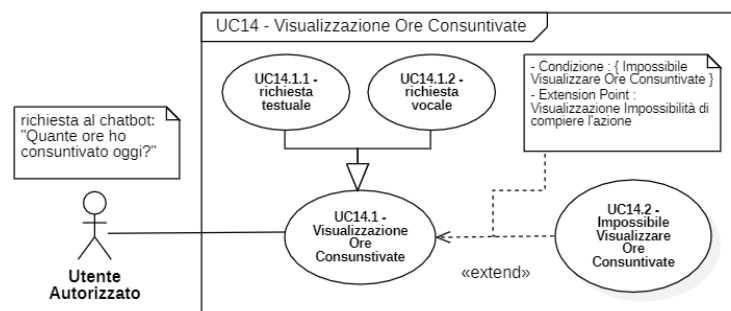 UC14 - Visualizzazione Ore Consuntivate
UC14.1.1 -
richiesta
testuale
UC14.1.2 -
richiesta
vocale
- Condizione : { Impossibile
Visualizzare Ore Consuntivate }
- Extension Point :
Visualizzazione Impossibilità di
compiere l'azione
richiesta al chatbot:
"Quante ore ho
consuntivato oggi?"
UC14.1 -
Visualizzazione
Ore
Consunstivate
UC14.2 -
Impossibile
Visualizzare
Ore
Consuntivate
«extend»
Utente
Autorizzato